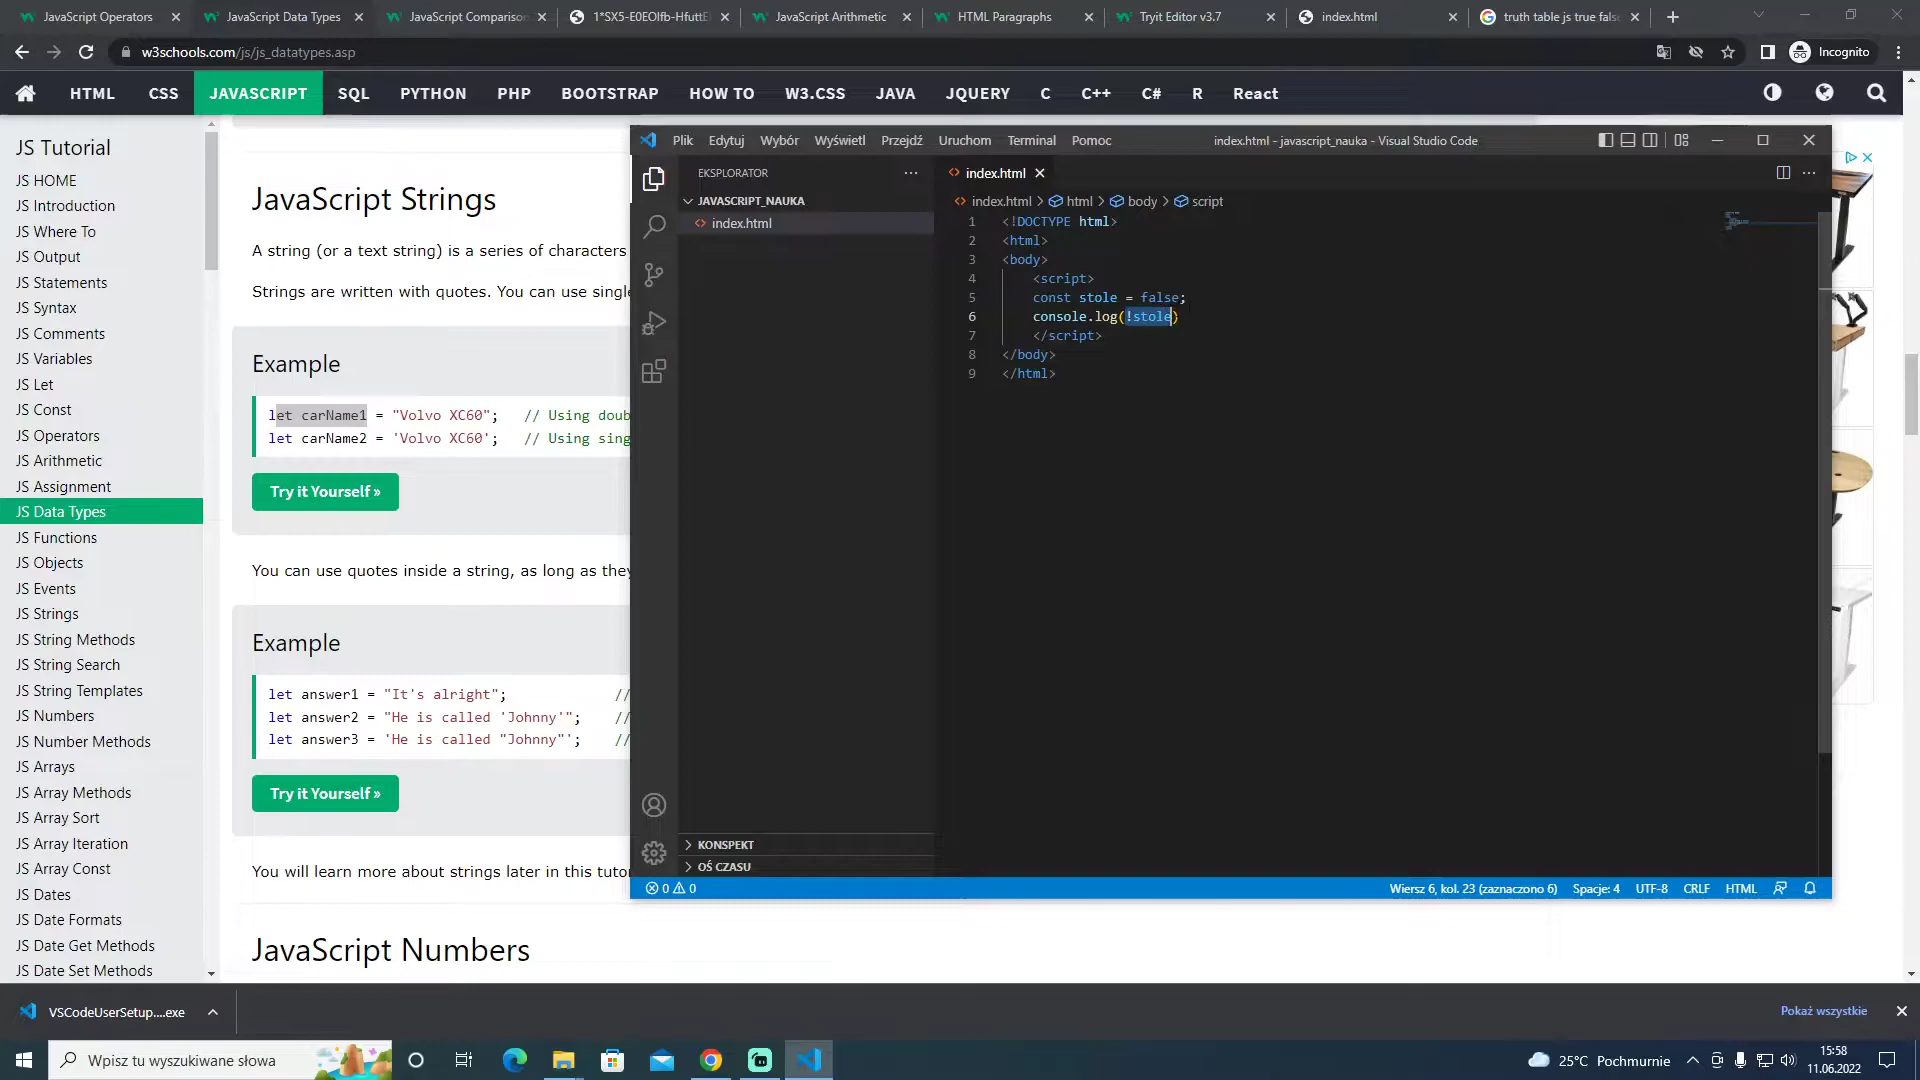 JavaScript Operators
JavaScript Data Types
JavaScript Comparison
1*SX5-E0EOlfb-HfuttE
JavaScript Arithmetic
HTML Paragraphs
Tryit Editor v3.7
index.html
truth table js true fals
w3schools.com/js/js_datatypes.asp
Incognito
HTML
CSS
JAVASCRIPT
SQL
PYTHON
PHP
BOOTSTRAP
HOW TO
W3.CSS
JAVA
JQUERY
C
C++
C#
R
React
JS Tutorial
JS HOME
JS Introduction
JS Where To
JS Output
JS Statements
JS Syntax
JS Comments
JS Variables
JS Let
JS Const
JS Operators
JS Arithmetic
JS Assignment
JS Data Types
JS Functions
JS Objects
JS Events
JS Strings
JS String Methods
JS String Search
JS String Templates
JS Numbers
JS Number Methods
JS Arrays
JS Array Methods
JS Array Sort
JS Array Iteration
JS Array Const
JS Dates
JS Date Formats
JS Date Get Methods
JS Date Set Methods
JavaScript Strings
A string (or a text string) is a series of characters
Strings are written with quotes. You can use single
Example
let carName1 = "Volvo XC60"; // Using doub
let carName2 = 'Volvo XC60'; // Using sing
Try it Yourself »
You can use quotes inside a string, as long as they
Example
let answer1 = "It's alright"; //
let answer2 = "He is called 'Johnny'"; //
let answer3 = 'He is called "Johnny"'; //
Try it Yourself »
You will learn more about strings later in this tutor
JavaScript Numbers
Plik
Edytuj
Wybór
Wyświetl
Przejdź
Uruchom
Terminal
Pomoc
index.html - javascript_nauka - Visual Studio Code
EKSPLORATOR
JAVASCRIPT_NAUKA
index.html
KONSPEKT
OŚ CZASU
index.html
index.html > html > body > script
1 <!DOCTYPE html>
2 <html>
3 <body>
4 <script>
5 const stole = false;
6 console.log(!stole)
7 </script>
8 </body>
9 </html>
0 0
Wiersz 6, kol. 23 (zaznaczono 6)
Spacje: 4
UTF-8
CRLF
HTML
VSCodeUserSetup....exe
Pokaż wszystkie
Wpisz tu wyszukiwane słowa
25°C Pochmurnie
15:58
11.06.2022